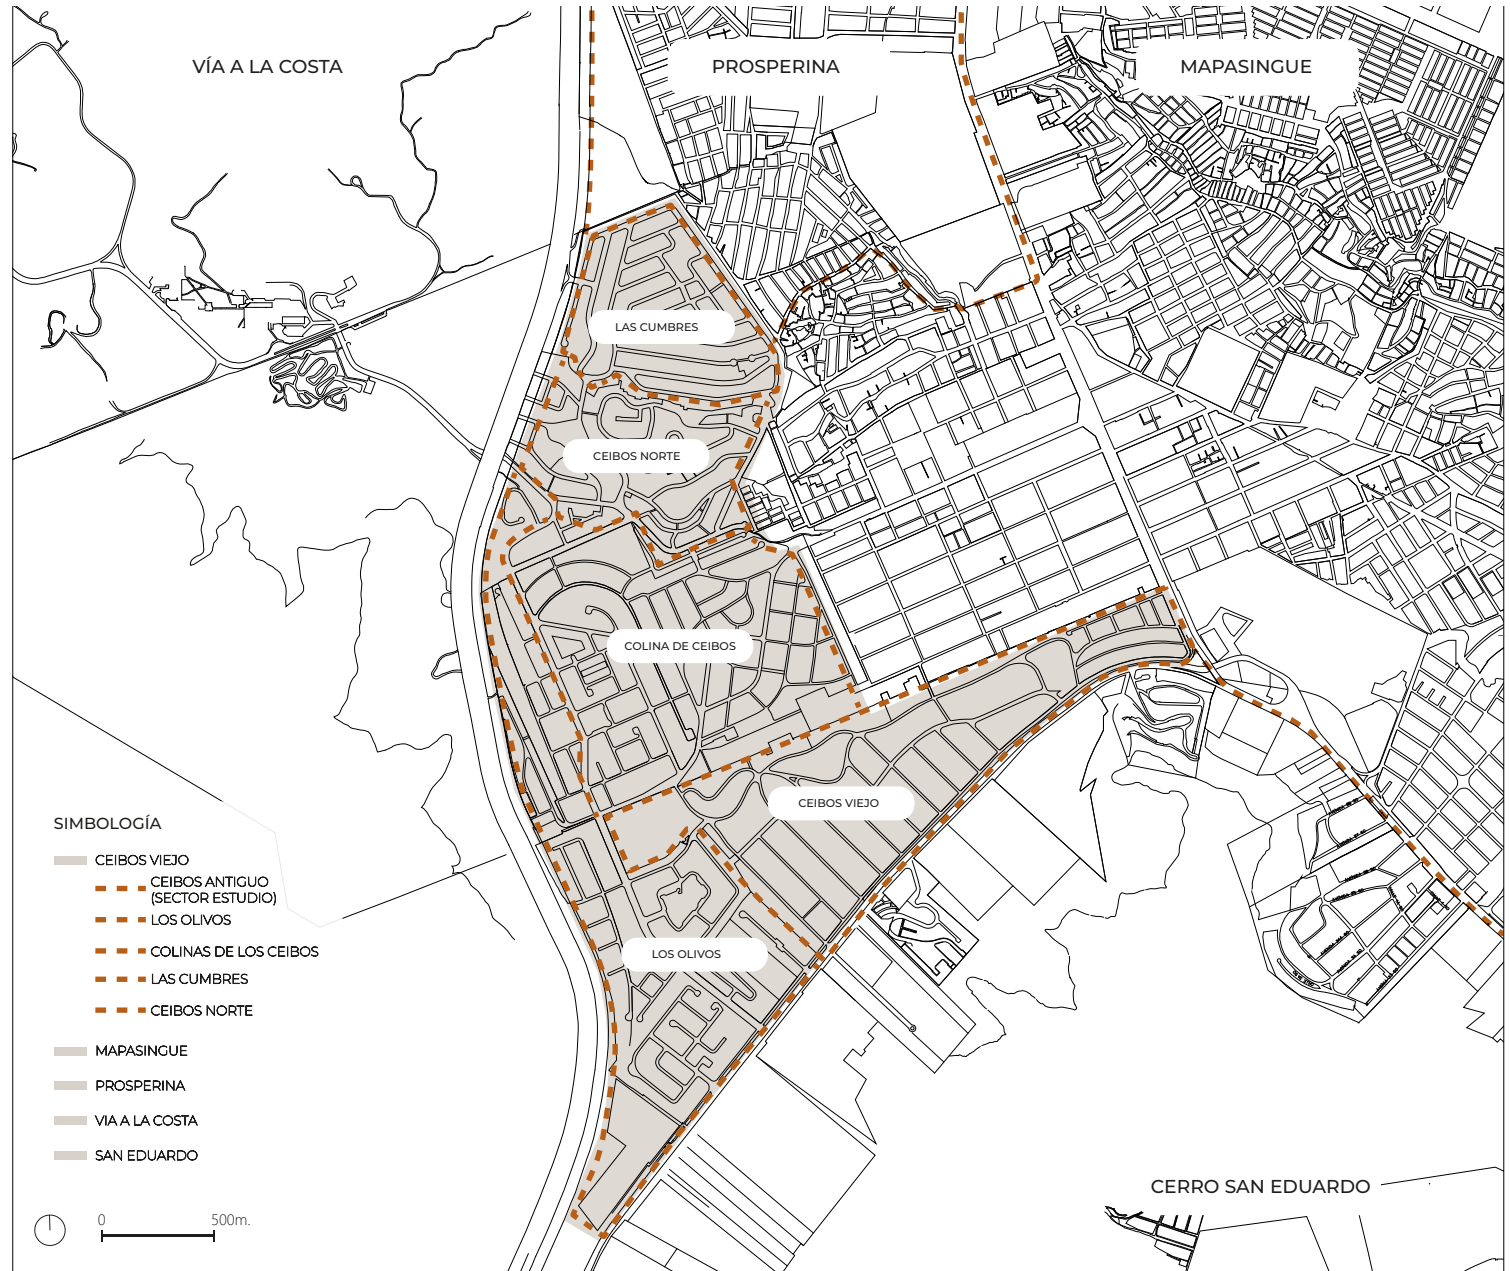 VÍA A LA COSTA
PROSPERINA
MAPASINGUE
LAS CUMBRES
CEIBOS NORTE
COLINA DE CEIBOS
CEIBOS VIEJO
LOS OLIVOS
SIMBOLOGÍA
CEIBOS VIEJO
CEIBOS ANTIGUO
(SECTOR ESTUDIO)
LOS OLIVOS
COLINAS DE LOS CEIBOS
LAS CUMBRES
CEIBOS NORTE
MAPASINGUE
PROSPERINA
VIA A LA COSTA
SAN EDUARDO
0 500m.
CERRO SAN EDUARDO